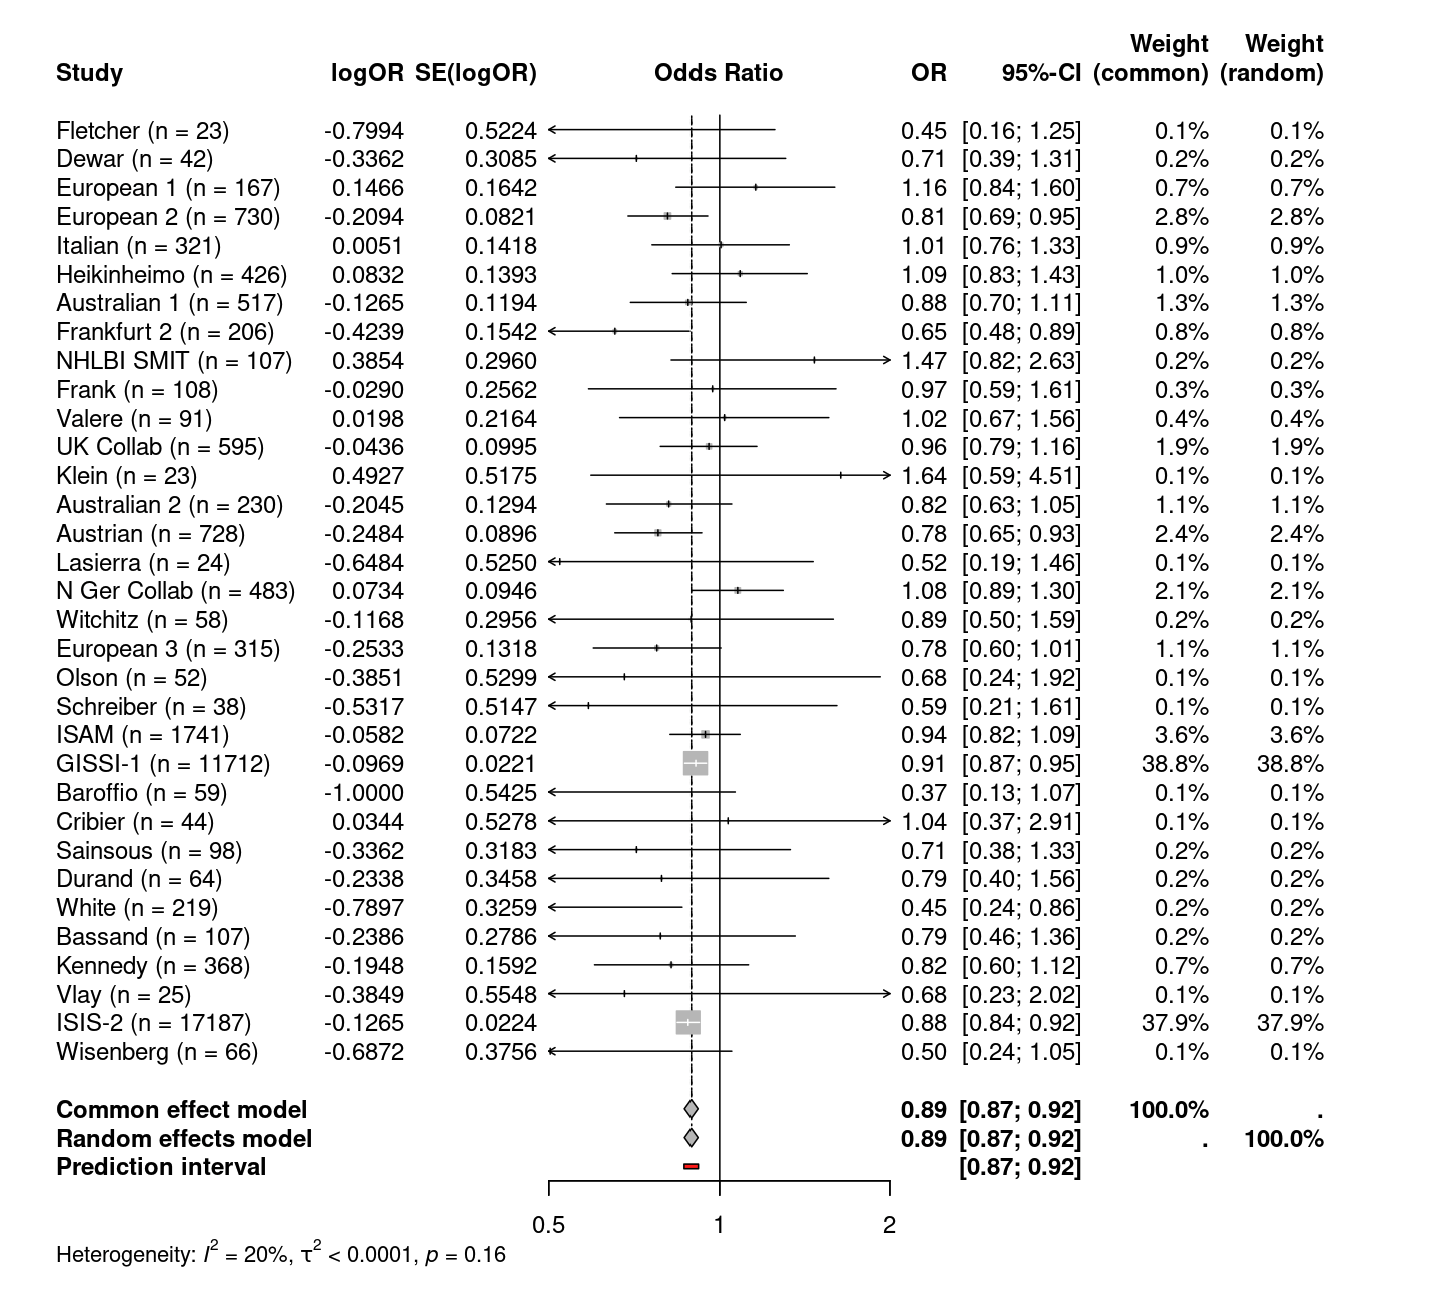 Weight Weight
Study logOR SE(logOR) Odds Ratio OR 95%-CI (common) (random)
Fletcher (n = 23) -0.7994 0.5224 0.45 [0.16; 1.25] 0.1% 0.1%
Dewar (n = 42) -0.3362 0.3085 0.71 [0.39; 1.31] 0.2% 0.2%
European 1 (n = 167) 0.1466 0.1642 1.16 [0.84; 1.60] 0.7% 0.7%
European 2 (n = 730) -0.2094 0.0821 0.81 [0.69; 0.95] 2.8% 2.8%
Italian (n = 321) 0.0051 0.1418 1.01 [0.76; 1.33] 0.9% 0.9%
Heikinheimo (n = 426) 0.0832 0.1393 1.09 [0.83; 1.43] 1.0% 1.0%
Australian 1 (n = 517) -0.1265 0.1194 0.88 [0.70; 1.11] 1.3% 1.3%
Frankfurt 2 (n = 206) -0.4239 0.1542 0.65 [0.48; 0.89] 0.8% 0.8%
NHLBI SMIT (n = 107) 0.3854 0.2960 1.47 [0.82; 2.63] 0.2% 0.2%
Frank (n = 108) -0.0290 0.2562 0.97 [0.59; 1.61] 0.3% 0.3%
Valere (n = 91) 0.0198 0.2164 1.02 [0.67; 1.56] 0.4% 0.4%
UK Collab (n = 595) -0.0436 0.0995 0.96 [0.79; 1.16] 1.9% 1.9%
Klein (n = 23) 0.4927 0.5175 1.64 [0.59; 4.51] 0.1% 0.1%
Australian 2 (n = 230) -0.2045 0.1294 0.82 [0.63; 1.05] 1.1% 1.1%
Austrian (n = 728) -0.2484 0.0896 0.78 [0.65; 0.93] 2.4% 2.4%
Lasierra (n = 24) -0.6484 0.5250 0.52 [0.19; 1.46] 0.1% 0.1%
N Ger Collab (n = 483) 0.0734 0.0946 1.08 [0.89; 1.30] 2.1% 2.1%
Witchitz (n = 58) -0.1168 0.2956 0.89 [0.50; 1.59] 0.2% 0.2%
European 3 (n = 315) -0.2533 0.1318 0.78 [0.60; 1.01] 1.1% 1.1%
Olson (n = 52) -0.3851 0.5299 0.68 [0.24; 1.92] 0.1% 0.1%
Schreiber (n = 38) -0.5317 0.5147 0.59 [0.21; 1.61] 0.1% 0.1%
ISAM (n = 1741) -0.0582 0.0722 0.94 [0.82; 1.09] 3.6% 3.6%
GISSI-1 (n = 11712) -0.0969 0.0221 0.91 [0.87; 0.95] 38.8% 38.8%
Baroffio (n = 59) -1.0000 0.5425 0.37 [0.13; 1.07] 0.1% 0.1%
Cribier (n = 44) 0.0344 0.5278 1.04 [0.37; 2.91] 0.1% 0.1%
Sainsous (n = 98) -0.3362 0.3183 0.71 [0.38; 1.33] 0.2% 0.2%
Durand (n = 64) -0.2338 0.3458 0.79 [0.40; 1.56] 0.2% 0.2%
White (n = 219) -0.7897 0.3259 0.45 [0.24; 0.86] 0.2% 0.2%
Bassand (n = 107) -0.2386 0.2786 0.79 [0.46; 1.36] 0.2% 0.2%
Kennedy (n = 368) -0.1948 0.1592 0.82 [0.60; 1.12] 0.7% 0.7%
Vlay (n = 25) -0.3849 0.5548 0.68 [0.23; 2.02] 0.1% 0.1%
ISIS-2 (n = 17187) -0.1265 0.0224 0.88 [0.84; 0.92] 37.9% 37.9%
Wisenberg (n = 66) -0.6872 0.3756 0.50 [0.24; 1.05] 0.1% 0.1%
Common effect model 0.89 [0.87; 0.92] 100.0% .
Random effects model 0.89 [0.87; 0.92] . 100.0%
Prediction interval [0.87; 0.92]
0.5 1 2
Heterogeneity: I² = 20%, τ² < 0.0001, p = 0.16